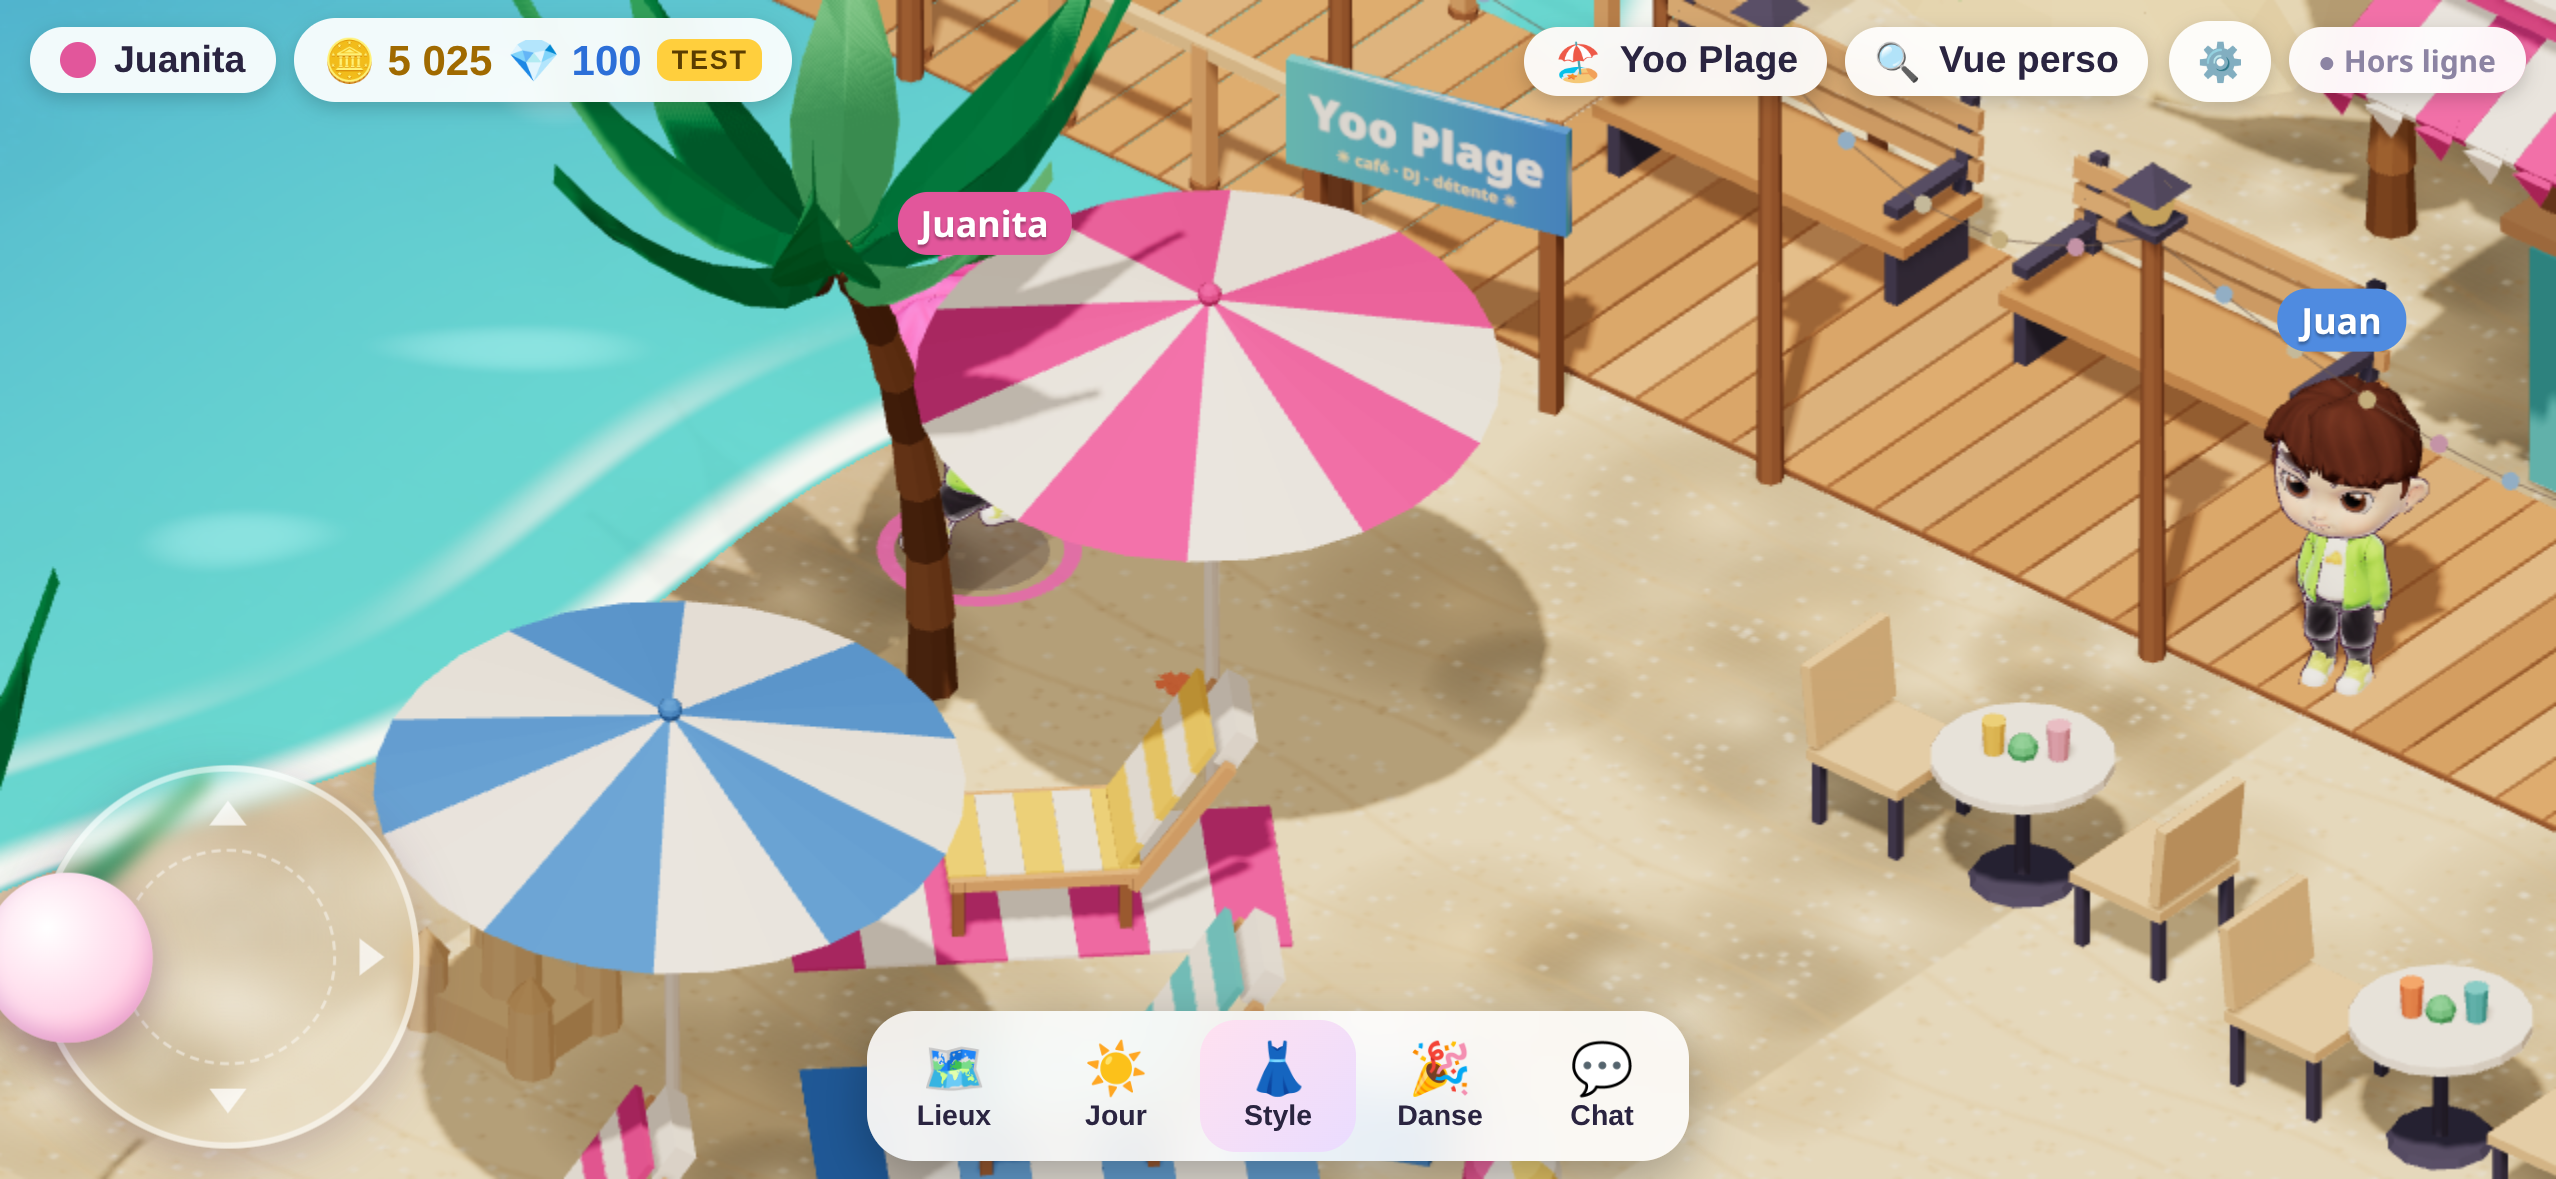 Juanita
5 025 100 TEST
Yoo Plage
Vue perso
● Hors ligne
Yoo Plage
☀ café · DJ · détente ☀
Juanita
Juan
Lieux
Jour
Style
Danse
Chat